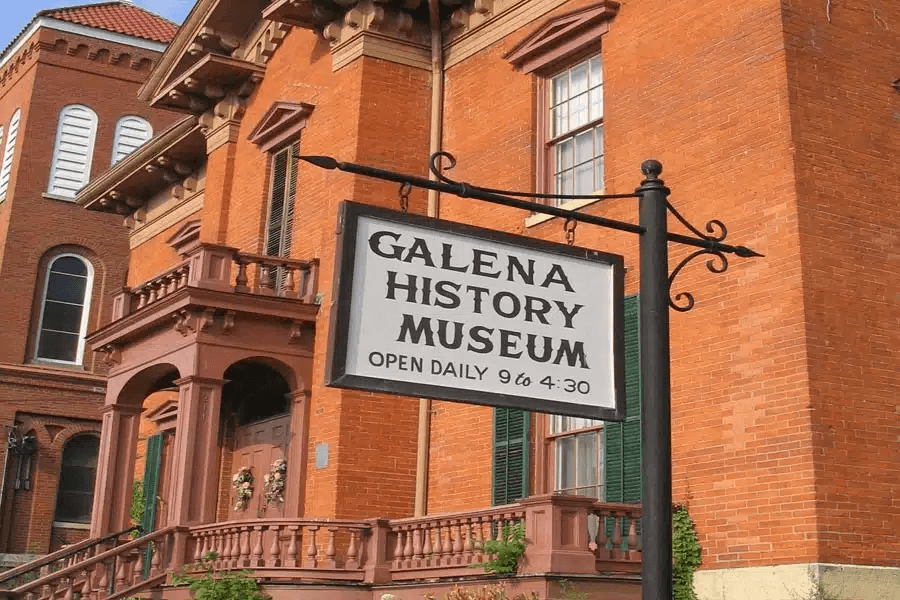 GALENA
HISTORY
MUSEUM
OPEN DAILY 9 to 4:30